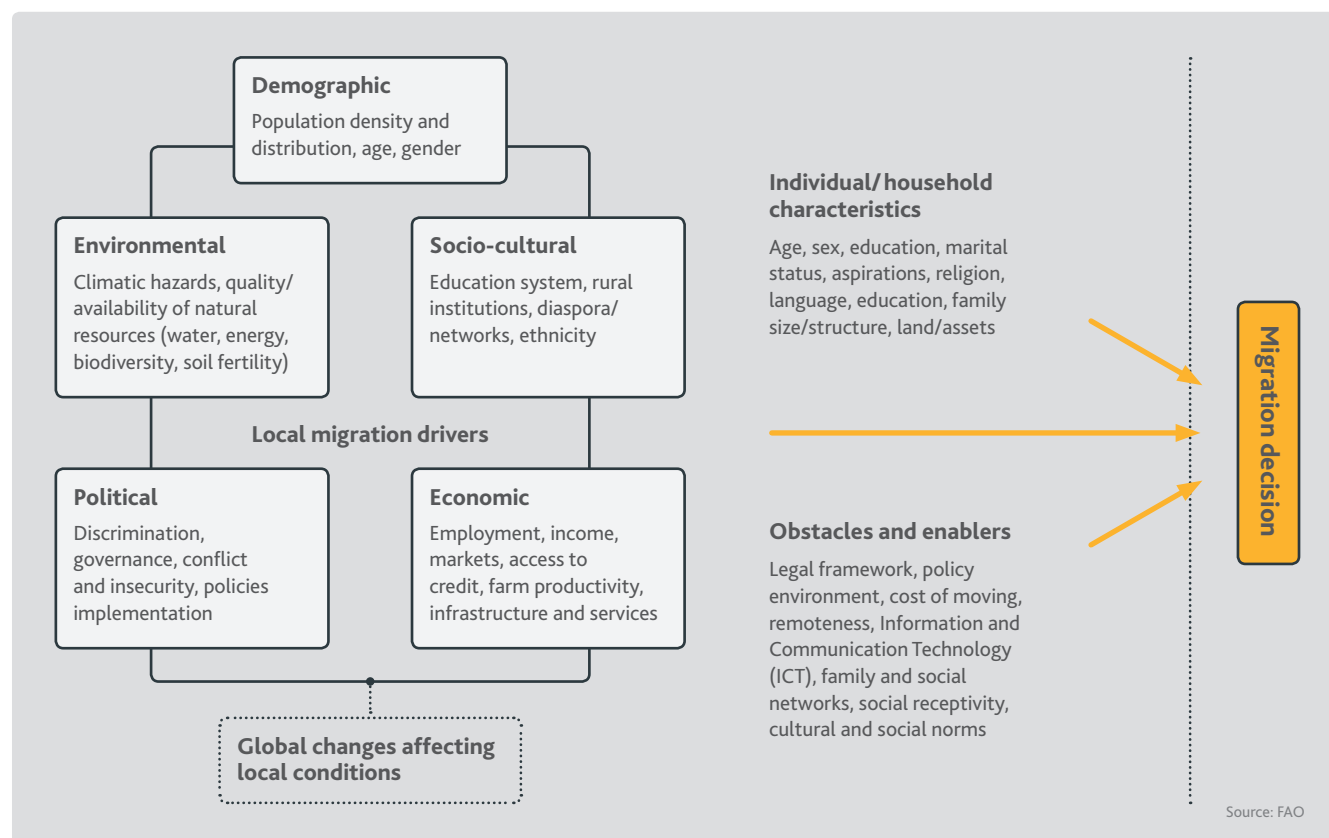 Demographic
Population density and
distribution, age, gender
Environmental
Climatic hazards, quality/
availability of natural
resources (water, energy,
biodiversity, soil fertility)
Socio-cultural
Education system, rural
institutions, diaspora/
networks, ethnicity
Local migration drivers
Political
Discrimination,
governance, conflict
and insecurity, policies
implementation
Economic
Employment, income,
markets, access to
credit, farm productivity,
infrastructure and services
Global changes affecting
local conditions
Individual/household
characteristics
Age, sex, education, marital
status, aspirations, religion,
language, education, family
size/structure, land/assets
Obstacles and enablers
Legal framework, policy
environment, cost of moving,
remoteness, Information and
Communication Technology
(ICT), family and social
networks, social receptivity,
cultural and social norms
Migration decision
Source: FAO